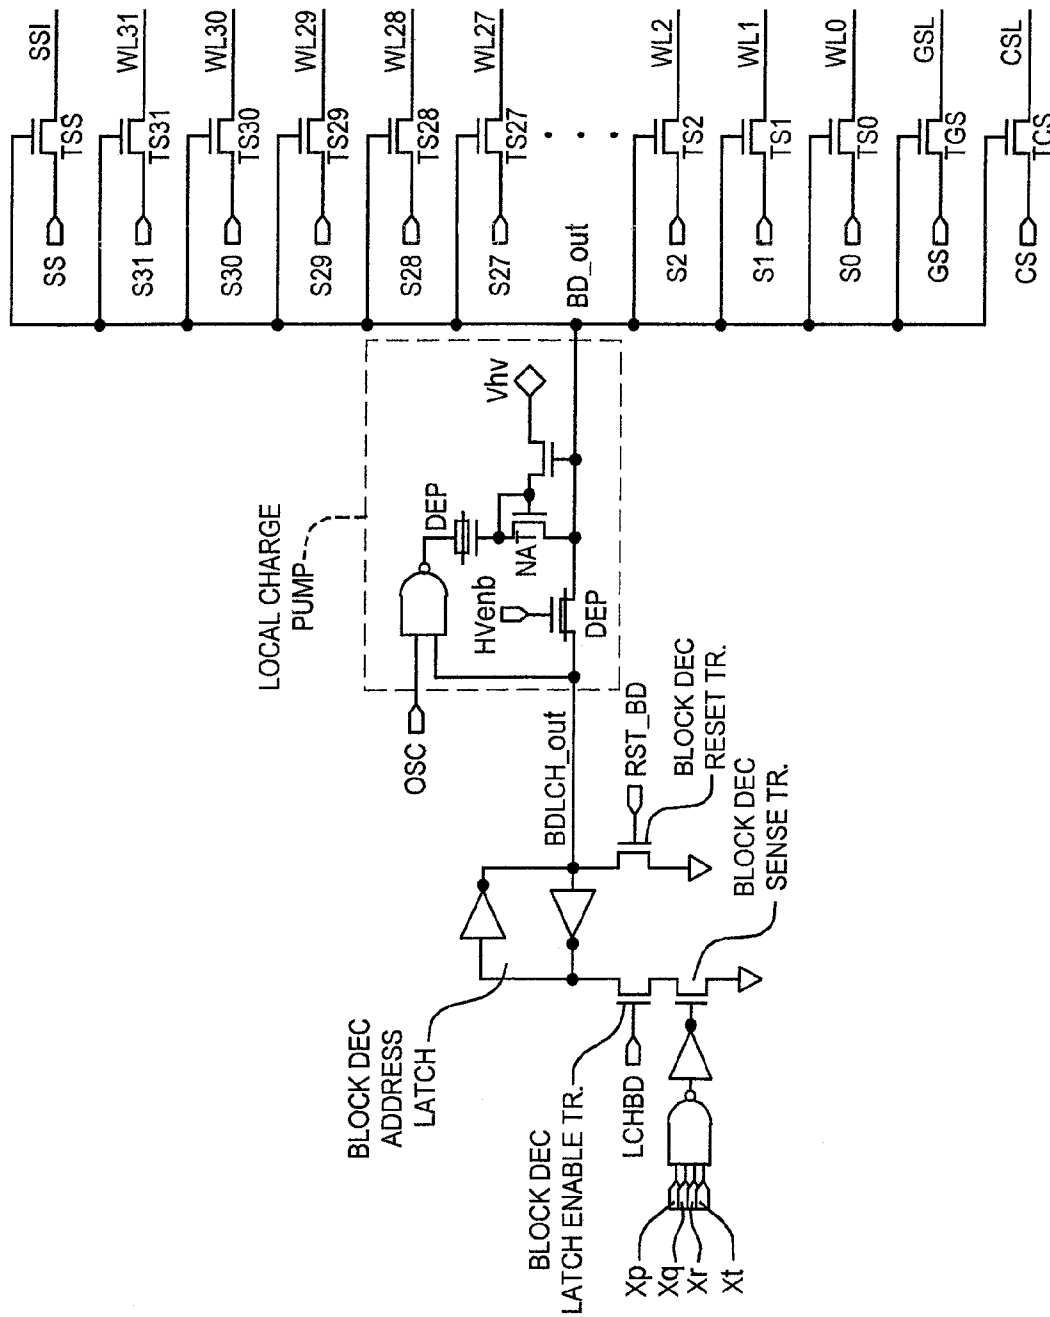 SSl
WL31
WL30
WL29
WL28
WL27
WL2
WL1
WL0
GSL
CSL
TSS
TS31
TS30
TS29
TS28
TS27
TS2
TS1
TS0
TGS
TCS
SS
S31
S30
S29
S28
S27
S2
S1
S0
GS
CS
BD_out
LOCAL CHARGE
PUMP
Vhv
DEP
NAT
HVenb
DEP
OSC
BDLCH_out
RST_BD
BLOCK DEC
RESET TR.
BLOCK DEC
SENSE TR.
BLOCK DEC
ADDRESS
LATCH
BLOCK DEC
LATCH ENABLE TR.
LCHBD
Xp
Xq
Xr
Xt